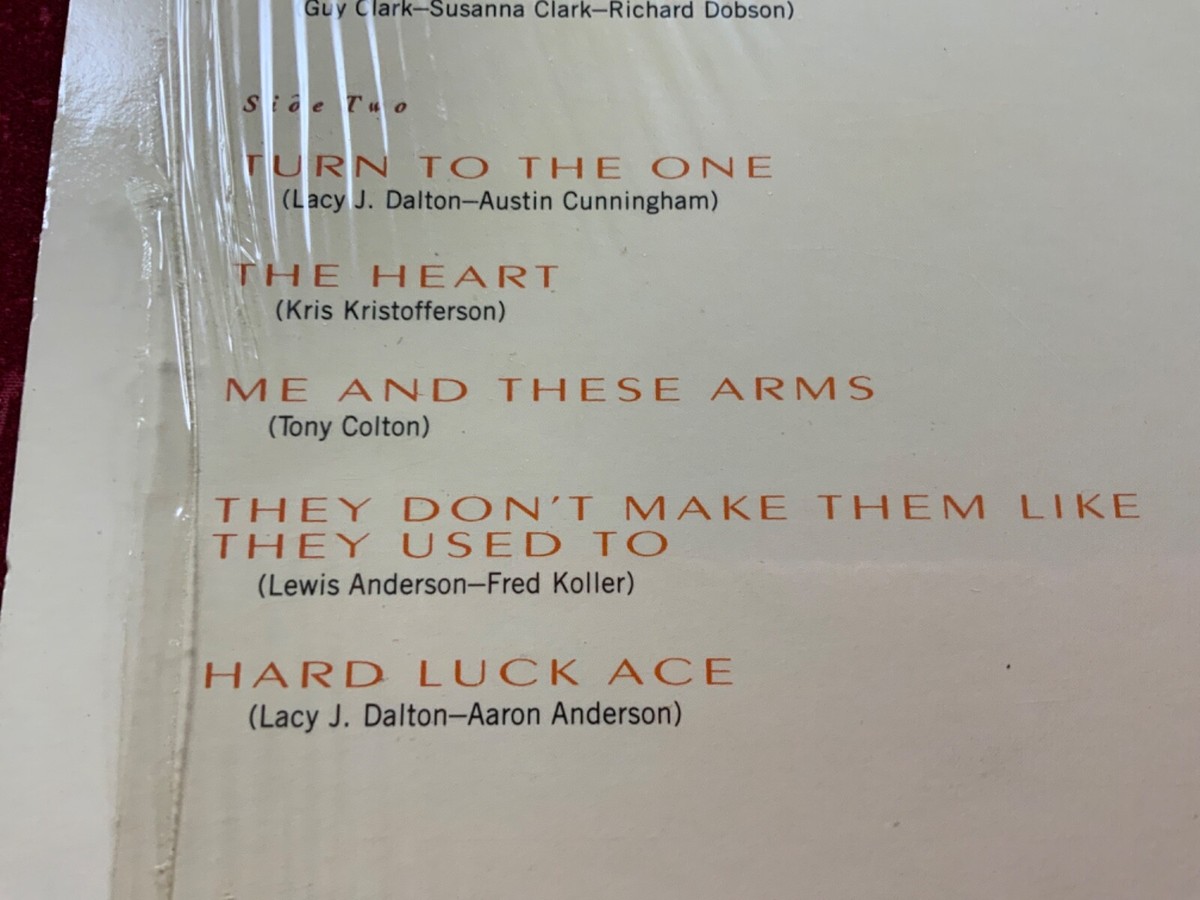 Guy Clark—Susanna Clark—Richard Dobson)
Side Two
TURN TO THE ONE
(Lacy J. Dalton—Austin Cunningham)
THE HEART
(Kris Kristofferson)
ME AND THESE ARMS
(Tony Colton)
THEY DON'T MAKE THEM LIKE
THEY USED TO
(Lewis Anderson—Fred Koller)
HARD LUCK ACE
(Lacy J. Dalton—Aaron Anderson)